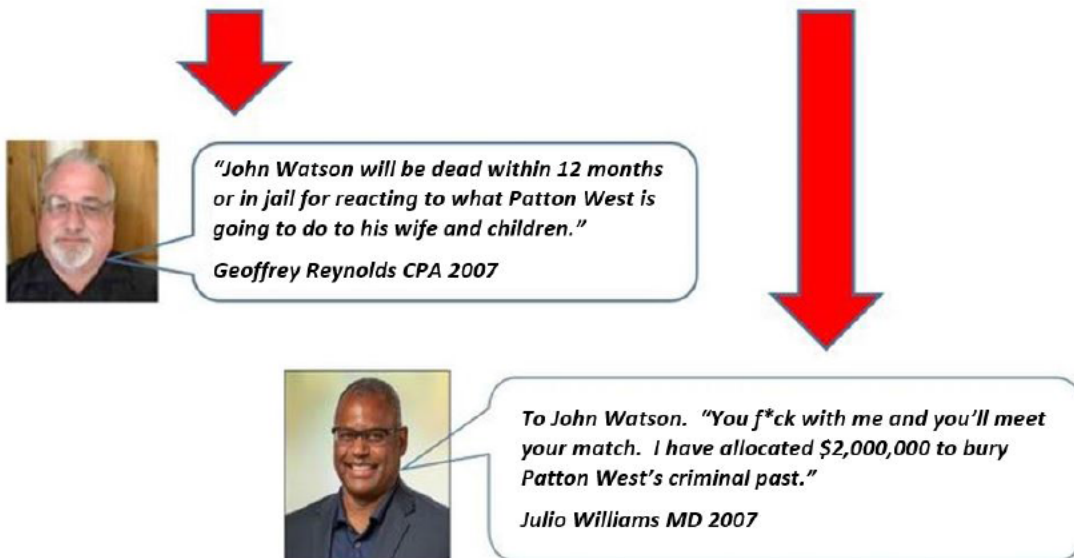 “John Watson will be dead within 12 months
or in jail for reacting to what Patton West is
going to do to his wife and children.”
Geoffrey Reynolds CPA 2007
To John Watson.  “You f*ck with me and you’ll meet
your match.  I have allocated $2,000,000 to bury
Patton West’s criminal past.”
Julio Williams MD 2007